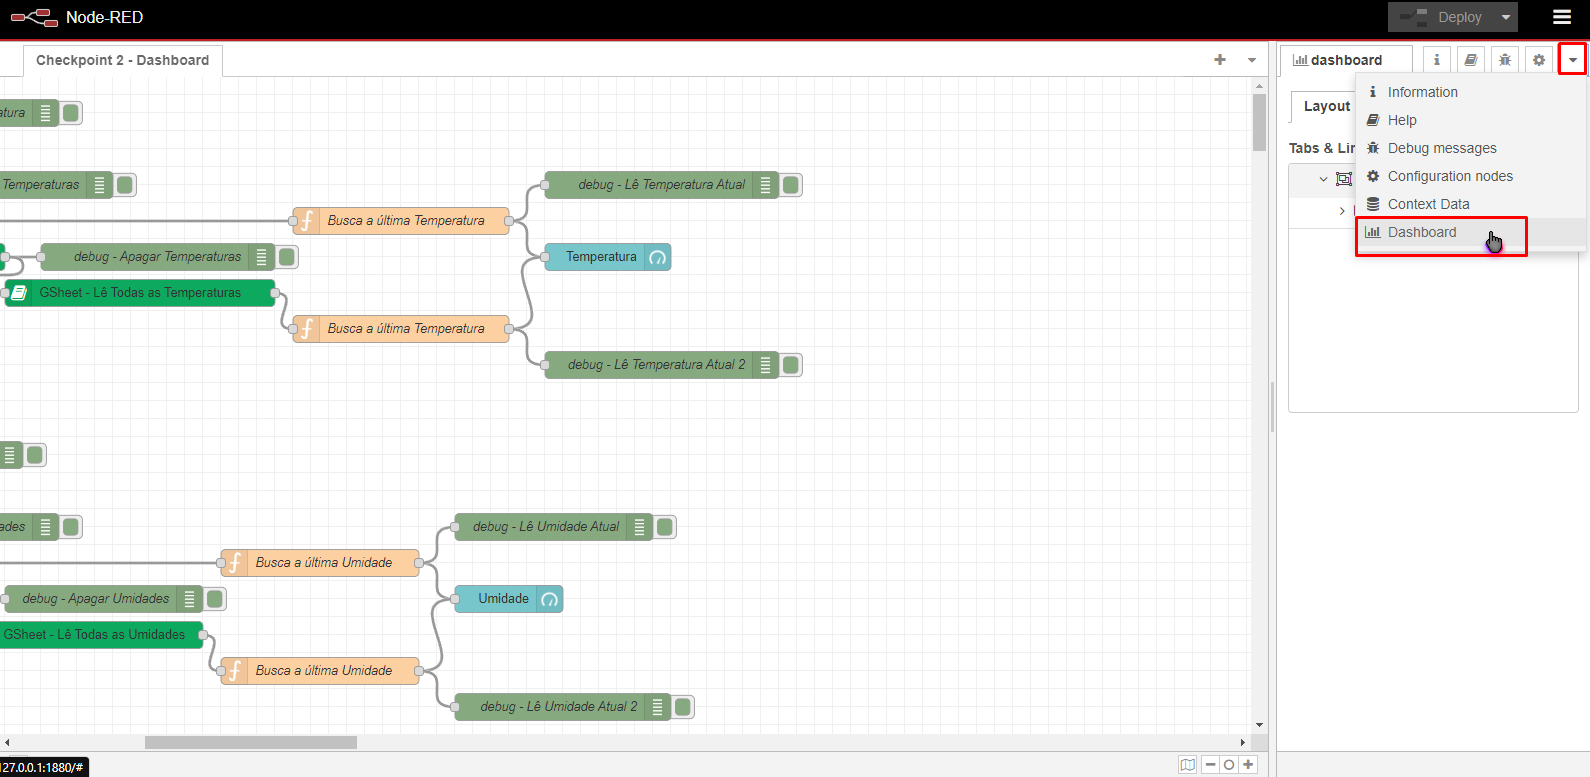 Node-RED
Deploy
Checkpoint 2 - Dashboard
dashboard
Information
Help
Debug messages
Configuration nodes
Context Data
Dashboard
Layout
Tabs & Lin
atura
Temperaturas
debug - Lê Temperatura Atual
Busca a última Temperatura
debug - Apagar Temperaturas
Temperatura
GSheet - Lê Todas as Temperaturas
Busca a última Temperatura
debug - Lê Temperatura Atual 2
ades
debug - Lê Umidade Atual
Busca a última Umidade
debug - Apagar Umidades
Umidade
GSheet - Lê Todas as Umidades
Busca a última Umidade
debug - Lê Umidade Atual 2
127.0.0.1:1880/#